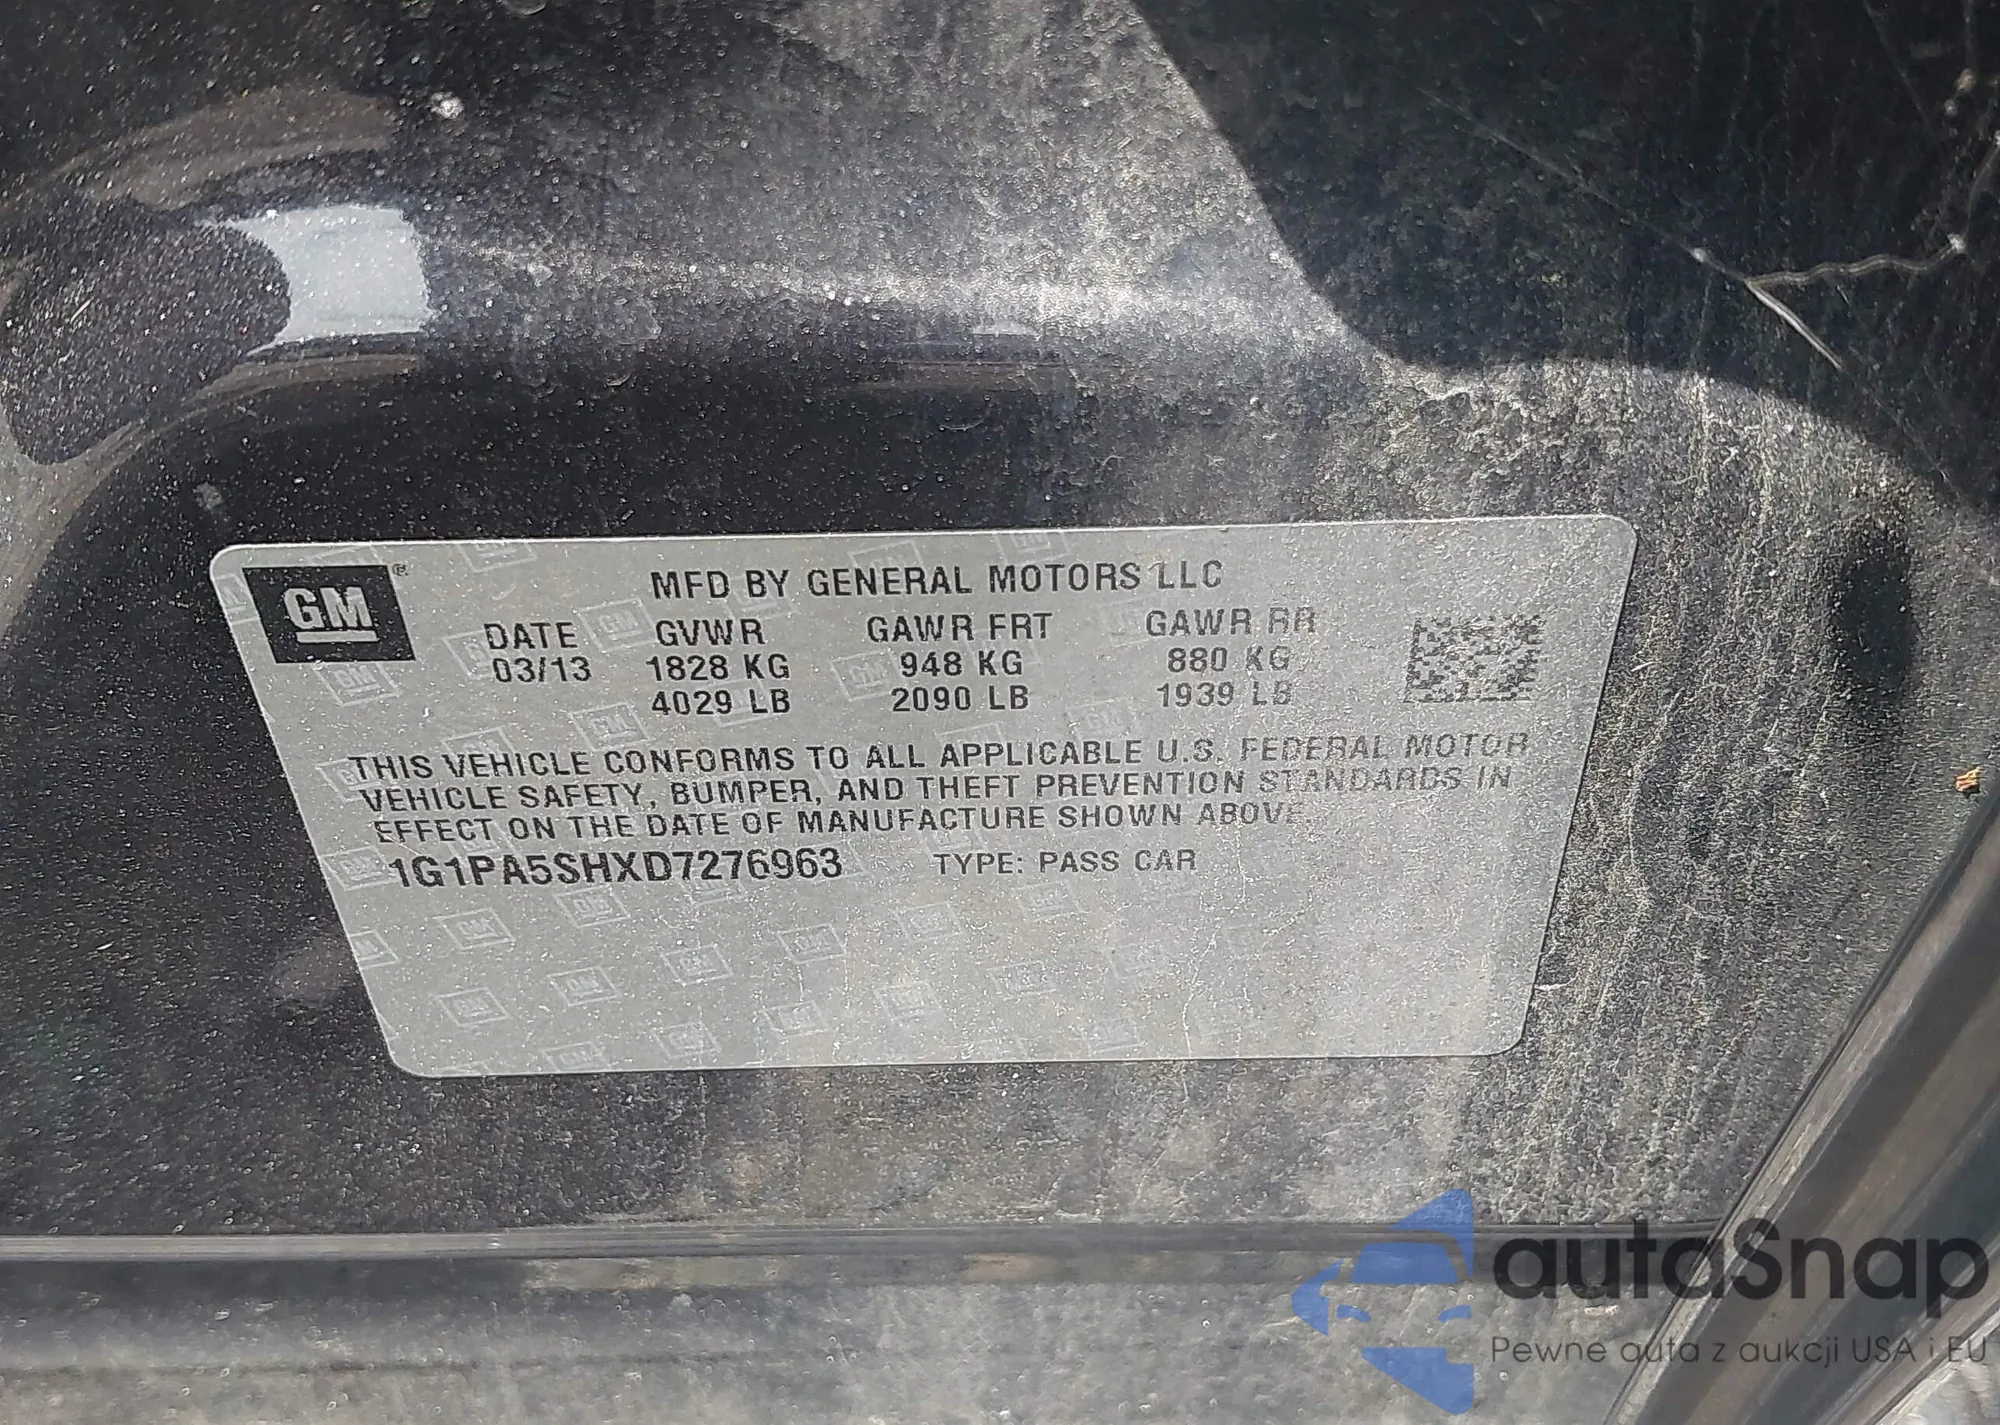 GM®
MFD BY GENERAL MOTORS LLC
DATE GVWR GAWR FRT GAWR RR
03/13 1828 KG 948 KG 880 KG
4029 LB 2090 LB 1939 LB
THIS VEHICLE CONFORMS TO ALL APPLICABLE U.S. FEDERAL MOTOR
VEHICLE SAFETY, BUMPER, AND THEFT PREVENTION STANDARDS IN
EFFECT ON THE DATE OF MANUFACTURE SHOWN ABOVE.
1G1PA5SHXD7276963 TYPE: PASS CAR
autoSnap
Pewne auta z aukcji USA i EU